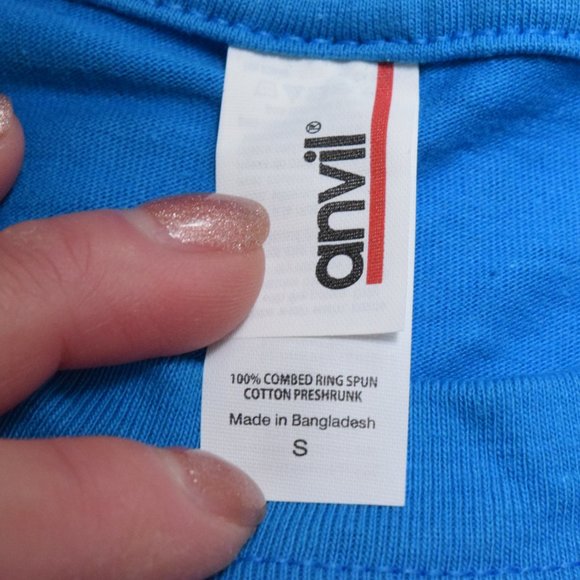 anvil®
100% COMBED RING SPUN
COTTON PRESHRUNK
Made in Bangladesh
S